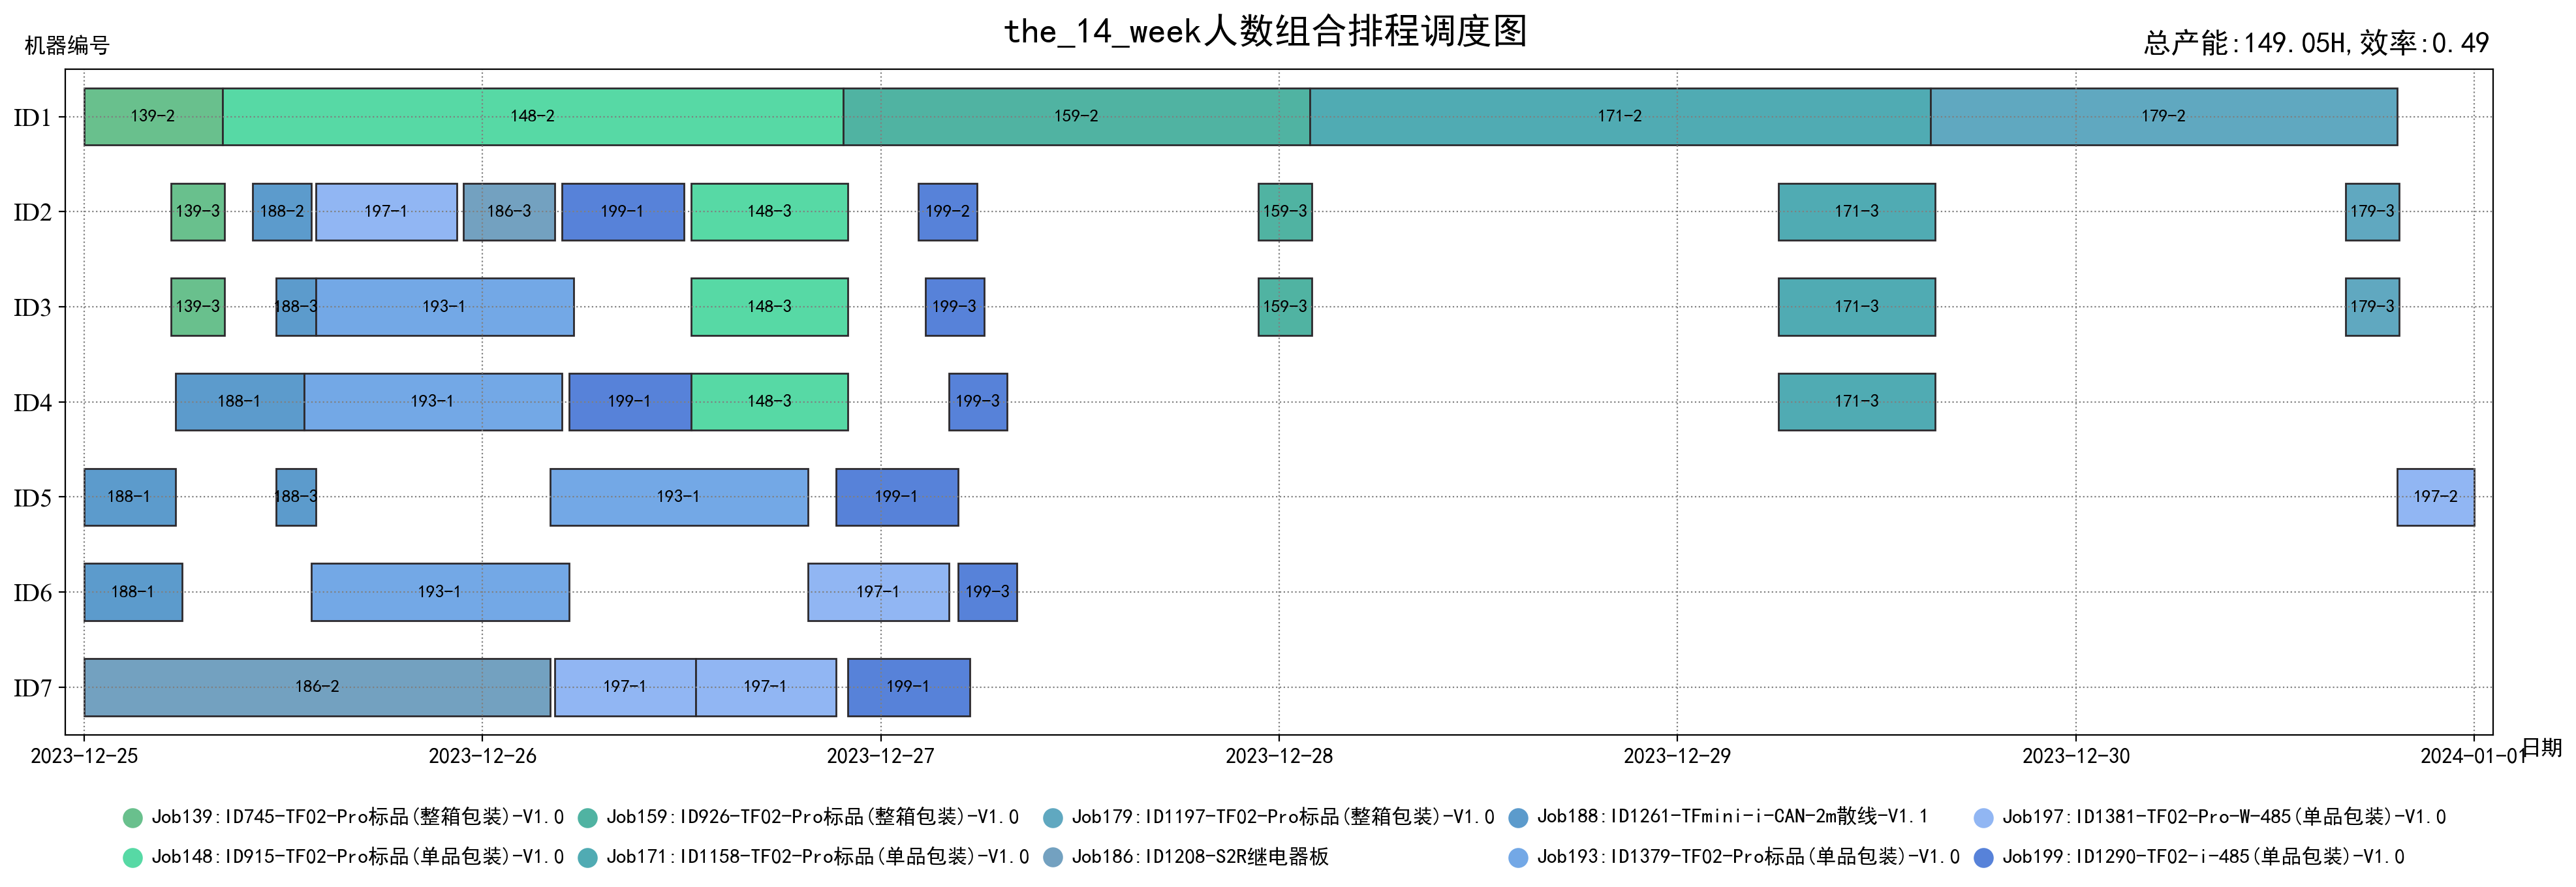 the_14_week人数组合排程调度图
机器编号
总产能:149.05H,效率:0.49
ID1
139-2
148-2
159-2
171-2
179-2
ID2
139-3
188-2
197-1
186-3
199-1
148-3
199-2
159-3
171-3
179-3
ID3
139-3
188-3
193-1
148-3
199-3
159-3
171-3
179-3
ID4
188-1
193-1
199-1
148-3
199-3
171-3
ID5
188-1
188-3
193-1
199-1
197-2
ID6
188-1
193-1
197-1
199-3
ID7
186-2
197-1
197-1
199-1
2023-12-25
2023-12-26
2023-12-27
2023-12-28
2023-12-29
2023-12-30
2024-01-01
日期
Job139:ID745-TF02-Pro标品(整箱包装)-V1.0
Job159:ID926-TF02-Pro标品(整箱包装)-V1.0
Job179:ID1197-TF02-Pro标品(整箱包装)-V1.0
Job188:ID1261-TFmini-i-CAN-2m散线-V1.1
Job197:ID1381-TF02-Pro-W-485(单品包装)-V1.0
Job148:ID915-TF02-Pro标品(单品包装)-V1.0
Job171:ID1158-TF02-Pro标品(单品包装)-V1.0
Job186:ID1208-S2R继电器板
Job193:ID1379-TF02-Pro标品(单品包装)-V1.0
Job199:ID1290-TF02-i-485(单品包装)-V1.0